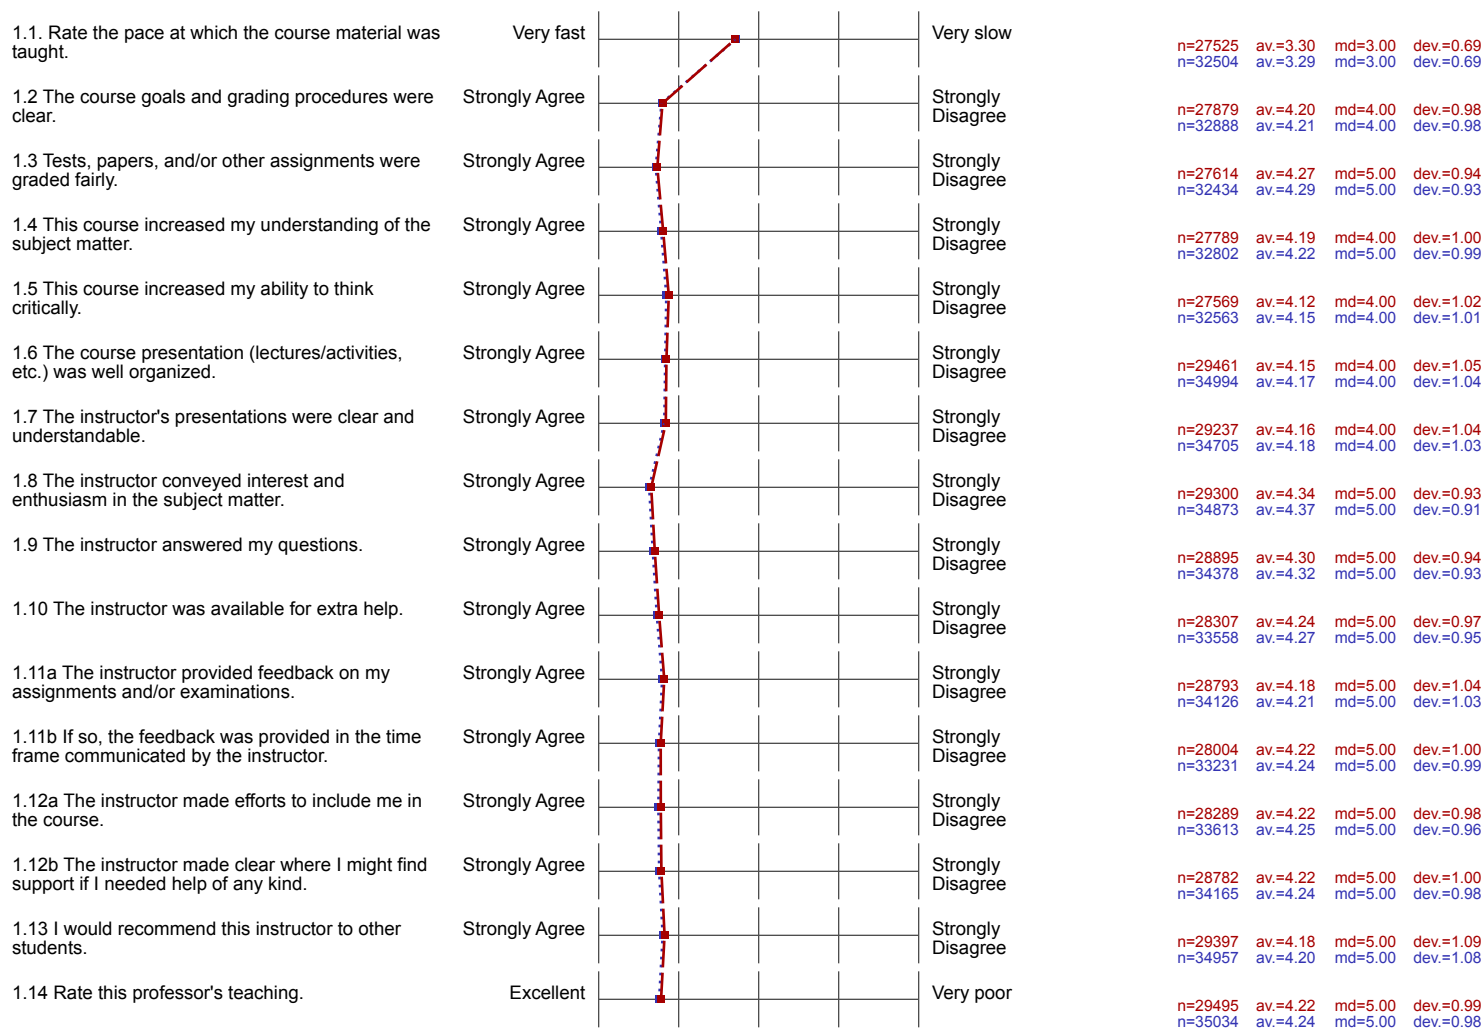 1.1. Rate the pace at which the course material was taught.
Very fast
Very slow
n=27525 av.=3.30 md=3.00 dev.=0.69
n=32504 av.=3.29 md=3.00 dev.=0.69
1.2 The course goals and grading procedures were
clear.
Strongly Agree
Strongly
Disagree
n=27879 av.=4.20 md=4.00 dev.=0.98
n=32888 av.=4.21 md=4.00 dev.=0.98
1.3 Tests, papers, and/or other assignments were
graded fairly.
Strongly Agree
Strongly
Disagree
n=27614 av.=4.27 md=5.00 dev.=0.94
n=32434 av.=4.29 md=5.00 dev.=0.93
1.4 This course increased my understanding of the
subject matter.
Strongly Agree
Strongly
Disagree
n=27789 av.=4.19 md=4.00 dev.=1.00
n=32802 av.=4.22 md=5.00 dev.=0.99
1.5 This course increased my ability to think
critically.
Strongly Agree
Strongly
Disagree
n=27569 av.=4.12 md=4.00 dev.=1.02
n=32563 av.=4.15 md=4.00 dev.=1.01
1.6 The course presentation (lectures/activities,
etc.) was well organized.
Strongly Agree
Strongly
Disagree
n=29461 av.=4.15 md=4.00 dev.=1.05
n=34994 av.=4.17 md=4.00 dev.=1.04
1.7 The instructor's presentations were clear and
understandable.
Strongly Agree
Strongly
Disagree
n=29237 av.=4.16 md=4.00 dev.=1.04
n=34705 av.=4.18 md=4.00 dev.=1.03
1.8 The instructor conveyed interest and
enthusiasm in the subject matter.
Strongly Agree
Strongly
Disagree
n=29300 av.=4.34 md=5.00 dev.=0.93
n=34873 av.=4.37 md=5.00 dev.=0.91
1.9 The instructor answered my questions.
Strongly Agree
Strongly
Disagree
n=28895 av.=4.30 md=5.00 dev.=0.94
n=34378 av.=4.32 md=5.00 dev.=0.93
1.10 The instructor was available for extra help.
Strongly Agree
Strongly
Disagree
n=28307 av.=4.24 md=5.00 dev.=0.97
n=33558 av.=4.27 md=5.00 dev.=0.95
1.11a The instructor provided feedback on my
assignments and/or examinations.
Strongly Agree
Strongly
Disagree
n=28793 av.=4.18 md=5.00 dev.=1.04
n=34126 av.=4.21 md=5.00 dev.=1.03
1.11b If so, the feedback was provided in the time
frame communicated by the instructor.
Strongly Agree
Strongly
Disagree
n=28004 av.=4.22 md=5.00 dev.=1.00
n=33231 av.=4.24 md=5.00 dev.=0.99
1.12a The instructor made efforts to include me in
the course.
Strongly Agree
Strongly
Disagree
n=28289 av.=4.22 md=5.00 dev.=0.98
n=33613 av.=4.25 md=5.00 dev.=0.96
1.12b The instructor made clear where I might find
support if I needed help of any kind.
Strongly Agree
Strongly
Disagree
n=28782 av.=4.22 md=5.00 dev.=1.00
n=34165 av.=4.24 md=5.00 dev.=0.98
1.13 I would recommend this instructor to other
students.
Strongly Agree
Strongly
Disagree
n=29397 av.=4.18 md=5.00 dev.=1.09
n=34957 av.=4.20 md=5.00 dev.=1.08
1.14 Rate this professor's teaching.
Excellent
Very poor
n=29495 av.=4.22 md=5.00 dev.=0.99
n=35034 av.=4.24 md=5.00 dev.=0.98